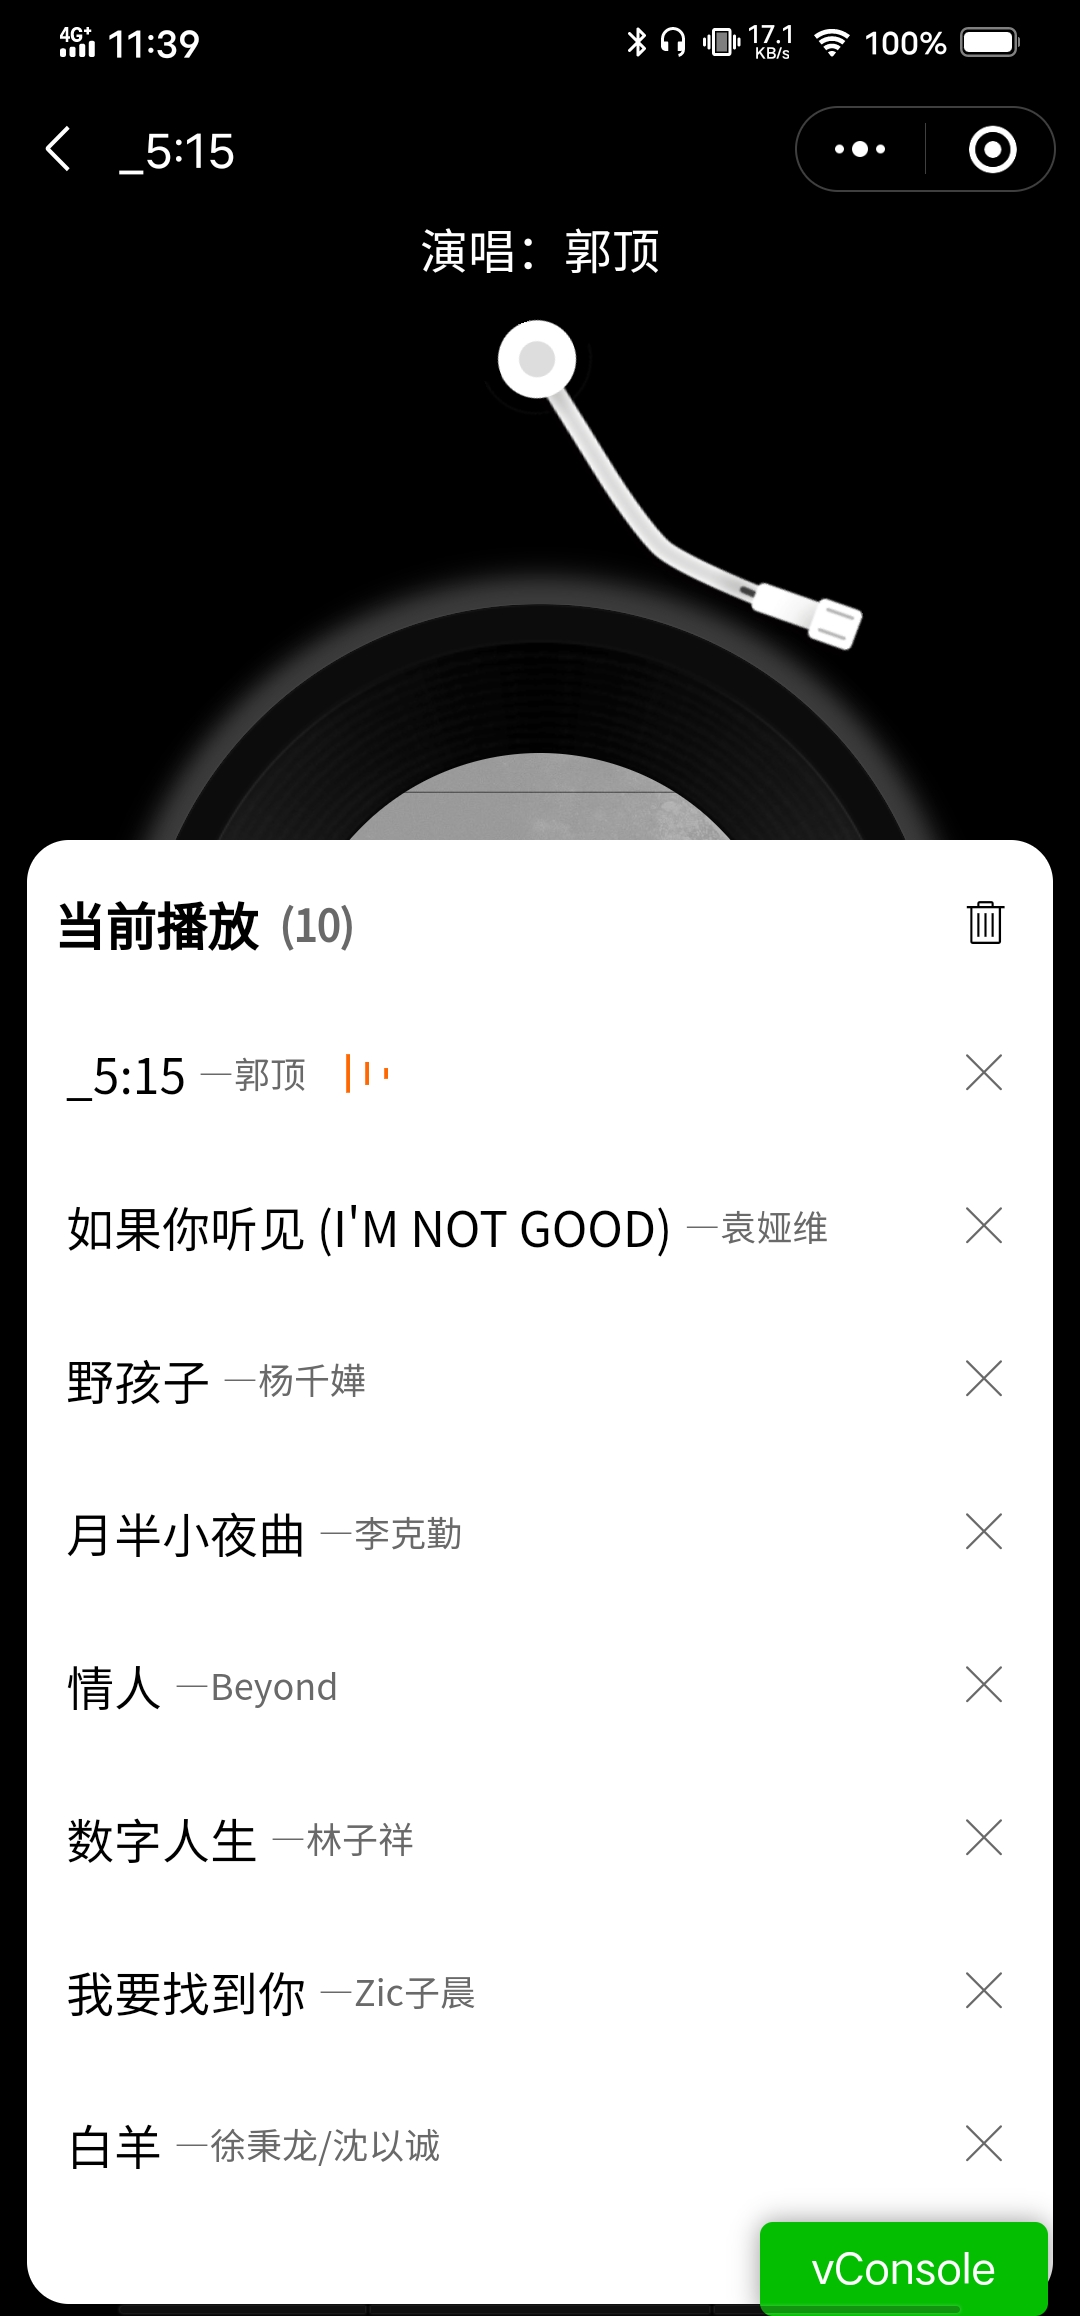 4G+ 11:39 17.1 KB/s 100%
_5:15
演唱：郭顶
当前播放 (10)
_5:15 —郭顶
如果你听见 (I'M NOT GOOD) —袁娅维
野孩子 —杨千嬅
月半小夜曲 —李克勤
情人 —Beyond
数字人生 —林子祥
我要找到你 —Zic子晨
白羊 —徐秉龙/沈以诚
vConsole